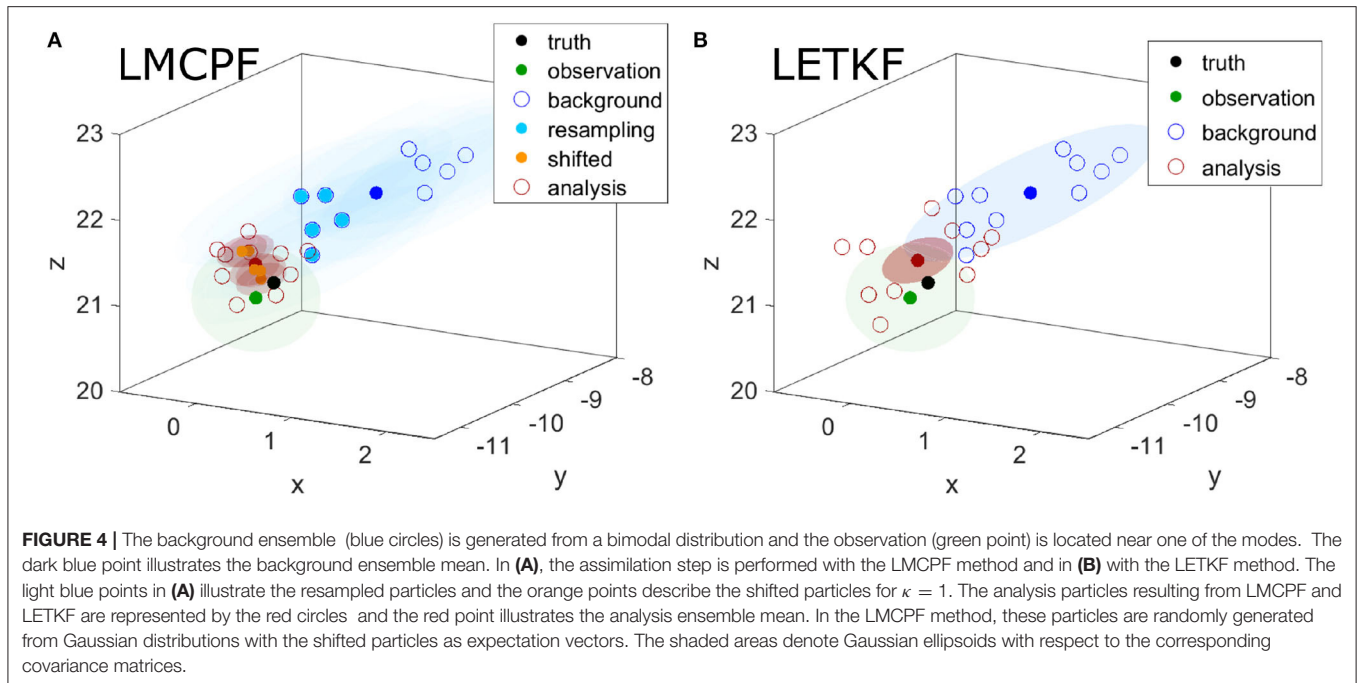 A
LMCPF
truth
observation
background
resampling
shifted
analysis
23
22
21
20
z
0
1
2
x
-11
-10
-9
-8
y
B
LETKF
truth
observation
background
analysis
23
22
21
20
z
0
1
2
x
-11
-10
-9
-8
y
FIGURE 4 | The background ensemble (blue circles) is generated from a bimodal distribution and the observation (green point) is located near one of the modes. The
dark blue point illustrates the background ensemble mean. In (A), the assimilation step is performed with the LMCPF method and in (B) with the LETKF method. The
light blue points in (A) illustrate the resampled particles and the orange points describe the shifted particles for κ = 1. The analysis particles resulting from LMCPF and
LETKF are represented by the red circles and the red point illustrates the analysis ensemble mean. In the LMCPF method, these particles are randomly generated
from Gaussian distributions with the shifted particles as expectation vectors. The shaded areas denote Gaussian ellipsoids with respect to the corresponding
covariance matrices.